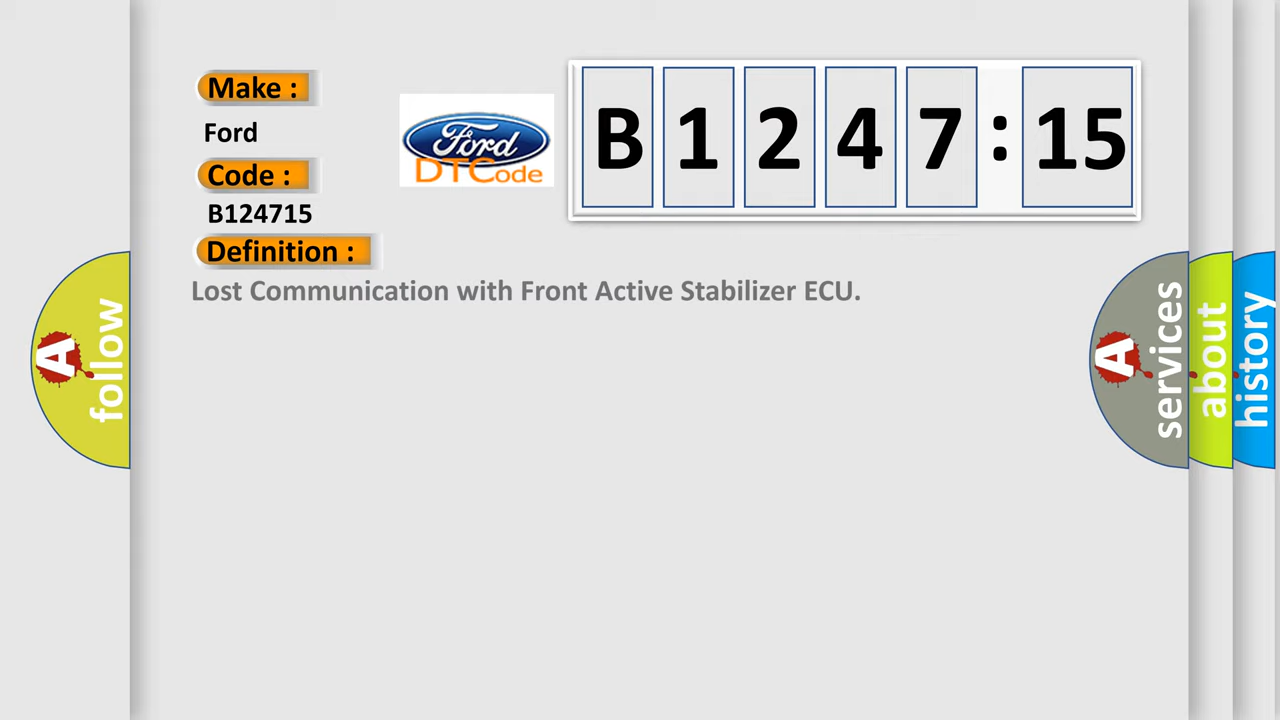 Make :
Ford
Code :
B124715
Definition :
Lost Communication with Front Active Stabilizer ECU.
Ford
DTCode
B 1 2 4 7 : 15
A follow
A services
about
history